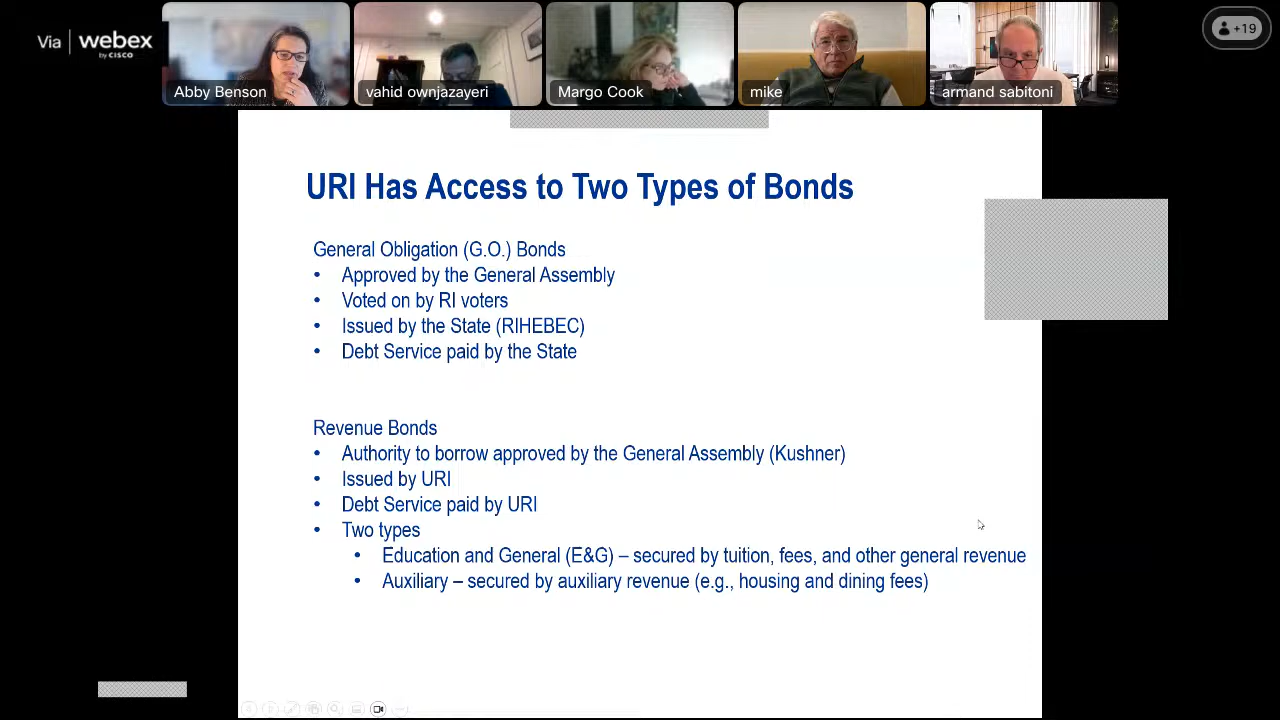 Via | webex
by CISCO
Abby Benson
vahid ownjazayeri
Margo Cook
mike
armand sabitoni
+19
URI Has Access to Two Types of Bonds
General Obligation (G.O.) Bonds
• Approved by the General Assembly
• Voted on by RI voters
• Issued by the State (RIHEBEC)
• Debt Service paid by the State
Revenue Bonds
• Authority to borrow approved by the General Assembly (Kushner)
• Issued by URI
• Debt Service paid by URI
• Two types
• Education and General (E&G) – secured by tuition, fees, and other general revenue
• Auxiliary – secured by auxiliary revenue (e.g., housing and dining fees)